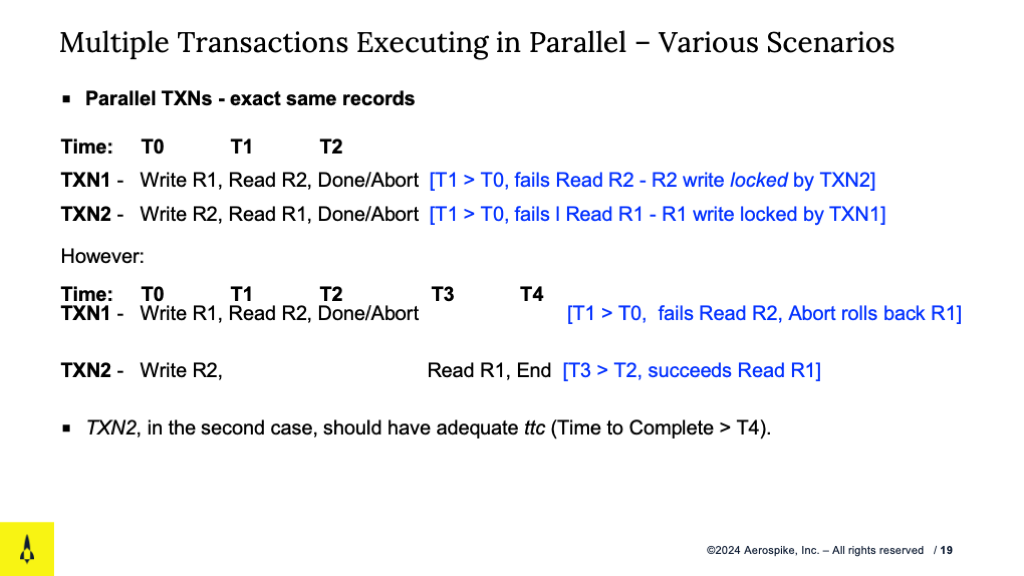 Multiple Transactions Executing in Parallel – Various Scenarios
▪ Parallel TXNs - exact same records
Time: T0 T1 T2
TXN1 - Write R1, Read R2, Done/Abort [T1 > T0, fails Read R2 - R2 write locked by TXN2]
TXN2 - Write R2, Read R1, Done/Abort [T1 > T0, fails l Read R1 - R1 write locked by TXN1]
However:
Time: T0 T1 T2 T3 T4
TXN1 - Write R1, Read R2, Done/Abort [T1 > T0, fails Read R2, Abort rolls back R1]
TXN2 - Write R2, Read R1, End [T3 > T2, succeeds Read R1]
▪ TXN2, in the second case, should have adequate ttc (Time to Complete > T4).
©2024 Aerospike, Inc. – All rights reserved / 19